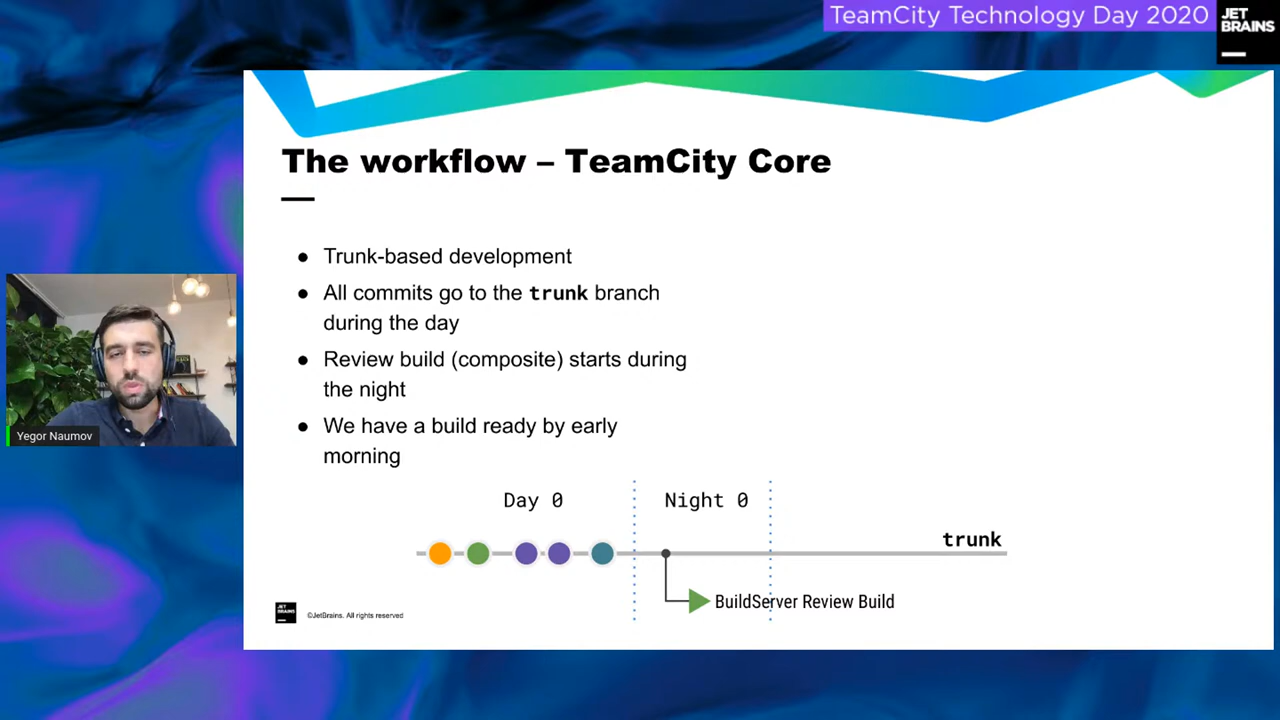 TeamCity Technology Day 2020
JET
BRAINS
The workflow – TeamCity Core
● Trunk-based development
● All commits go to the trunk branch
during the day
● Review build (composite) starts during
the night
● We have a build ready by early
morning
Yegor Naumov
Day 0
Night 0
trunk
BuildServer Review Build
JET
BRAINS
©JetBrains. All rights reserved